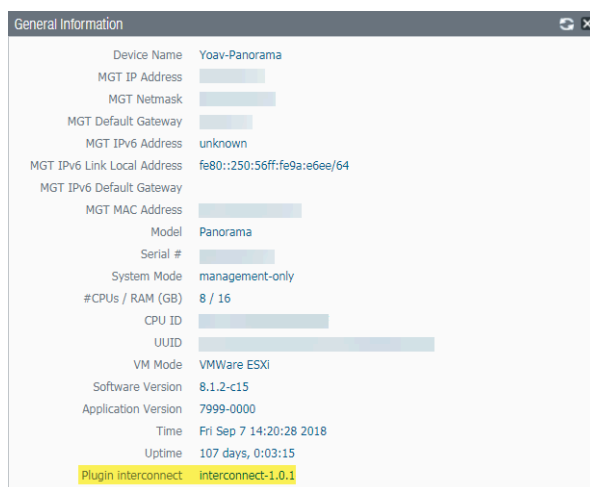 General Information
Device Name Yoav-Panorama
MGT IP Address
MGT Netmask
MGT Default Gateway
MGT IPv6 Address unknown
MGT IPv6 Link Local Address fe80::250:56ff:fe9a:e6ee/64
MGT IPv6 Default Gateway
MGT MAC Address
Model Panorama
Serial #
System Mode management-only
#CPUs / RAM (GB) 8 / 16
CPU ID
UUID
VM Mode VMWare ESXi
Software Version 8.1.2-c15
Application Version 7999-0000
Time Fri Sep 7 14:20:28 2018
Uptime 107 days, 0:03:15
Plugin interconnect interconnect-1.0.1